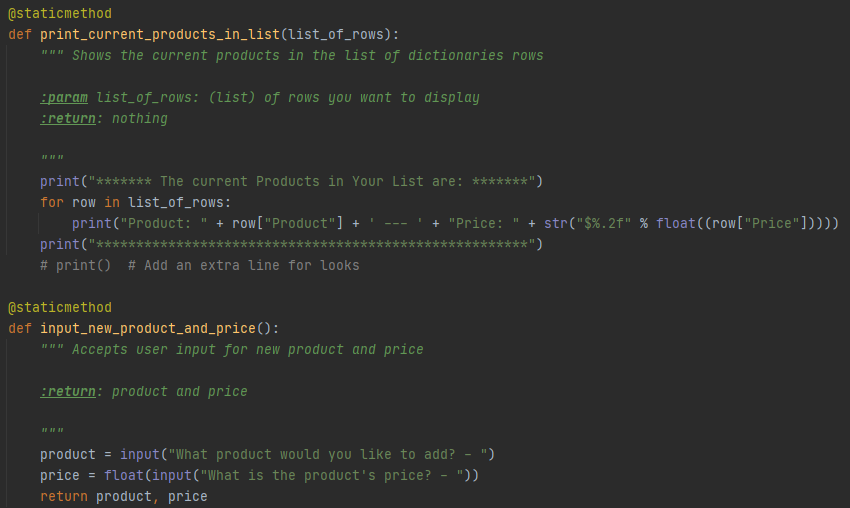 @staticmethod
def print_current_products_in_list(list_of_rows):
    """ Shows the current products in the list of dictionaries rows

    :param list_of_rows: (list) of rows you want to display
    :return: nothing

    """
    print("******* The current Products in Your List are: *******")
    for row in list_of_rows:
        print("Product: " + row["Product"] + ' --- ' + "Price: " + str("$%.2f" % float((row["Price"]))))
    print("******************************************************")
    # print()  # Add an extra line for looks

@staticmethod
def input_new_product_and_price():
    """ Accepts user input for new product and price

    :return: product and price

    """
    product = input("What product would you like to add? - ")
    price = float(input("What is the product's price? - "))
    return product, price